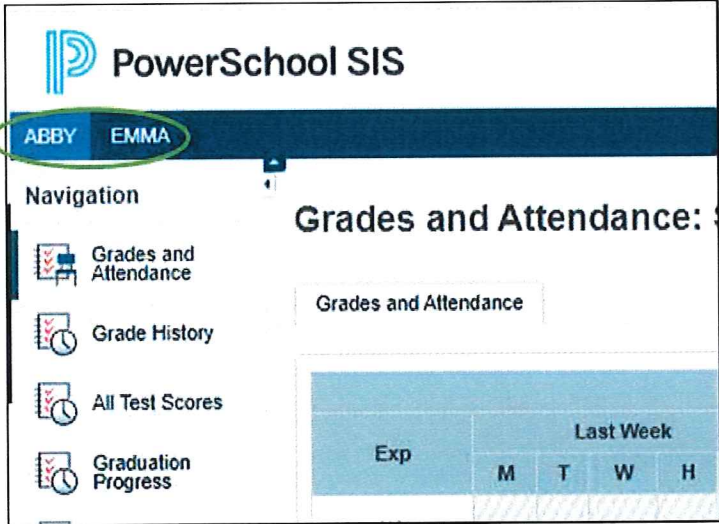 PowerSchool SIS
ABBY EMMA
Navigation
Grades and Attendance:
Grades and
Attendance
Grades and Attendance
Grade History
All Test Scores
Last Week
Exp
M T W H
Graduation
Progress